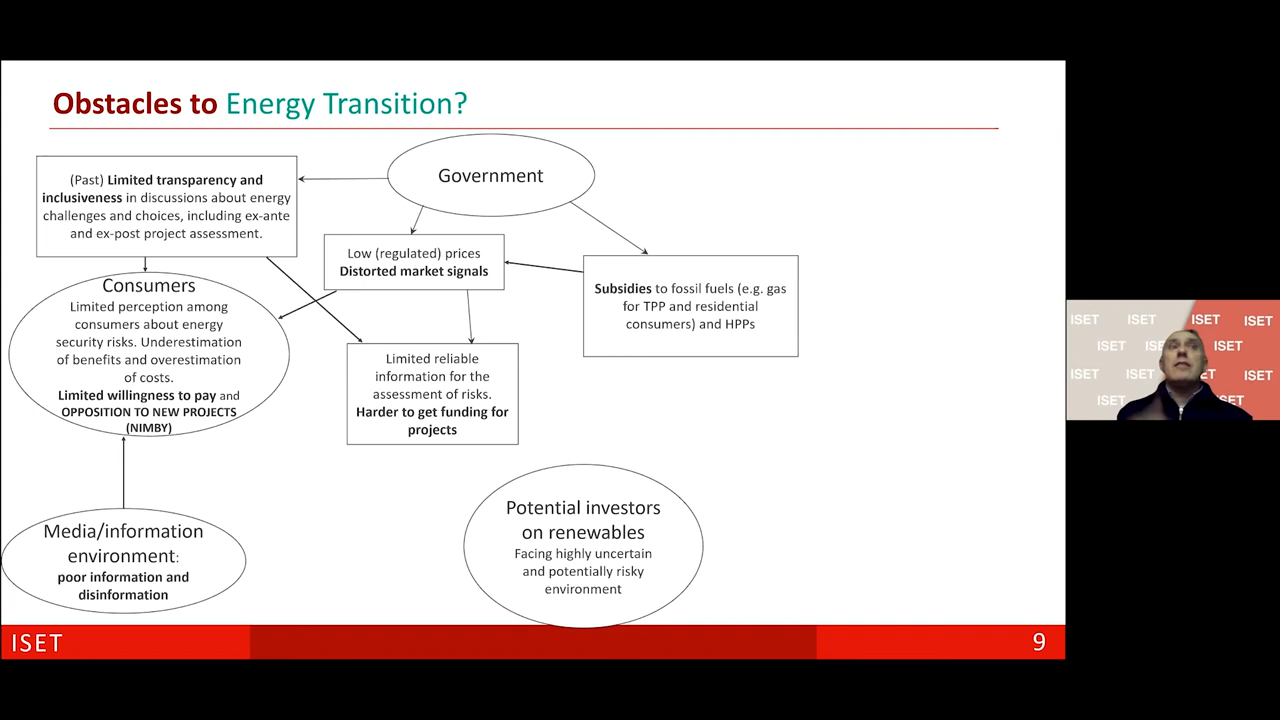 Obstacles to Energy Transition?
Government
(Past) Limited transparency and
inclusiveness in discussions about energy
challenges and choices, including ex-ante
and ex-post project assessment.
Low (regulated) prices
Distorted market signals
Subsidies to fossil fuels (e.g. gas
for TPP and residential
consumers) and HPPs
Consumers
Limited perception among
consumers about energy
security risks. Underestimation
of benefits and overestimation
of costs.
Limited willingness to pay and
OPPOSITION TO NEW PROJECTS
(NIMBY)
Limited reliable
information for the
assessment of risks.
Harder to get funding for
projects
Media/information
environment:
poor information and
disinformation
Potential investors
on renewables
Facing highly uncertain
and potentially risky
environment
ISET
9
ISET ISET ISET ISET
ISET ISET ISET
ISET ISET ISET
ISET ISET